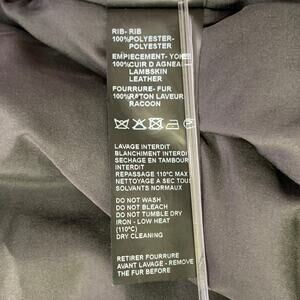 RIB- RIB
100%POLYESTER-
POLYESTER
EMPIECEMENT- YOKE
100%CUIR D AGNEAU
LAMBSKIN
LEATHER
FOURRURE- FUR
100%RATON LAVEUR
RACOON
LAVAGE INTERDIT
BLANCHIMENT INTERDIT
SECHAGE EN TAMBOUR
INTERDIT
REPASSAGE 110°C MAX
NETTOYAGE A SEC TOUS
SOLVANTS NORMAUX
DO NOT WASH
DO NOT BLEACH
DO NOT TUMBLE DRY
IRON - LOW HEAT
(110°C)
DRY CLEANING
RETIRER FOURRURE
AVANT LAVAGE - REMOVE
THE FUR BEFORE